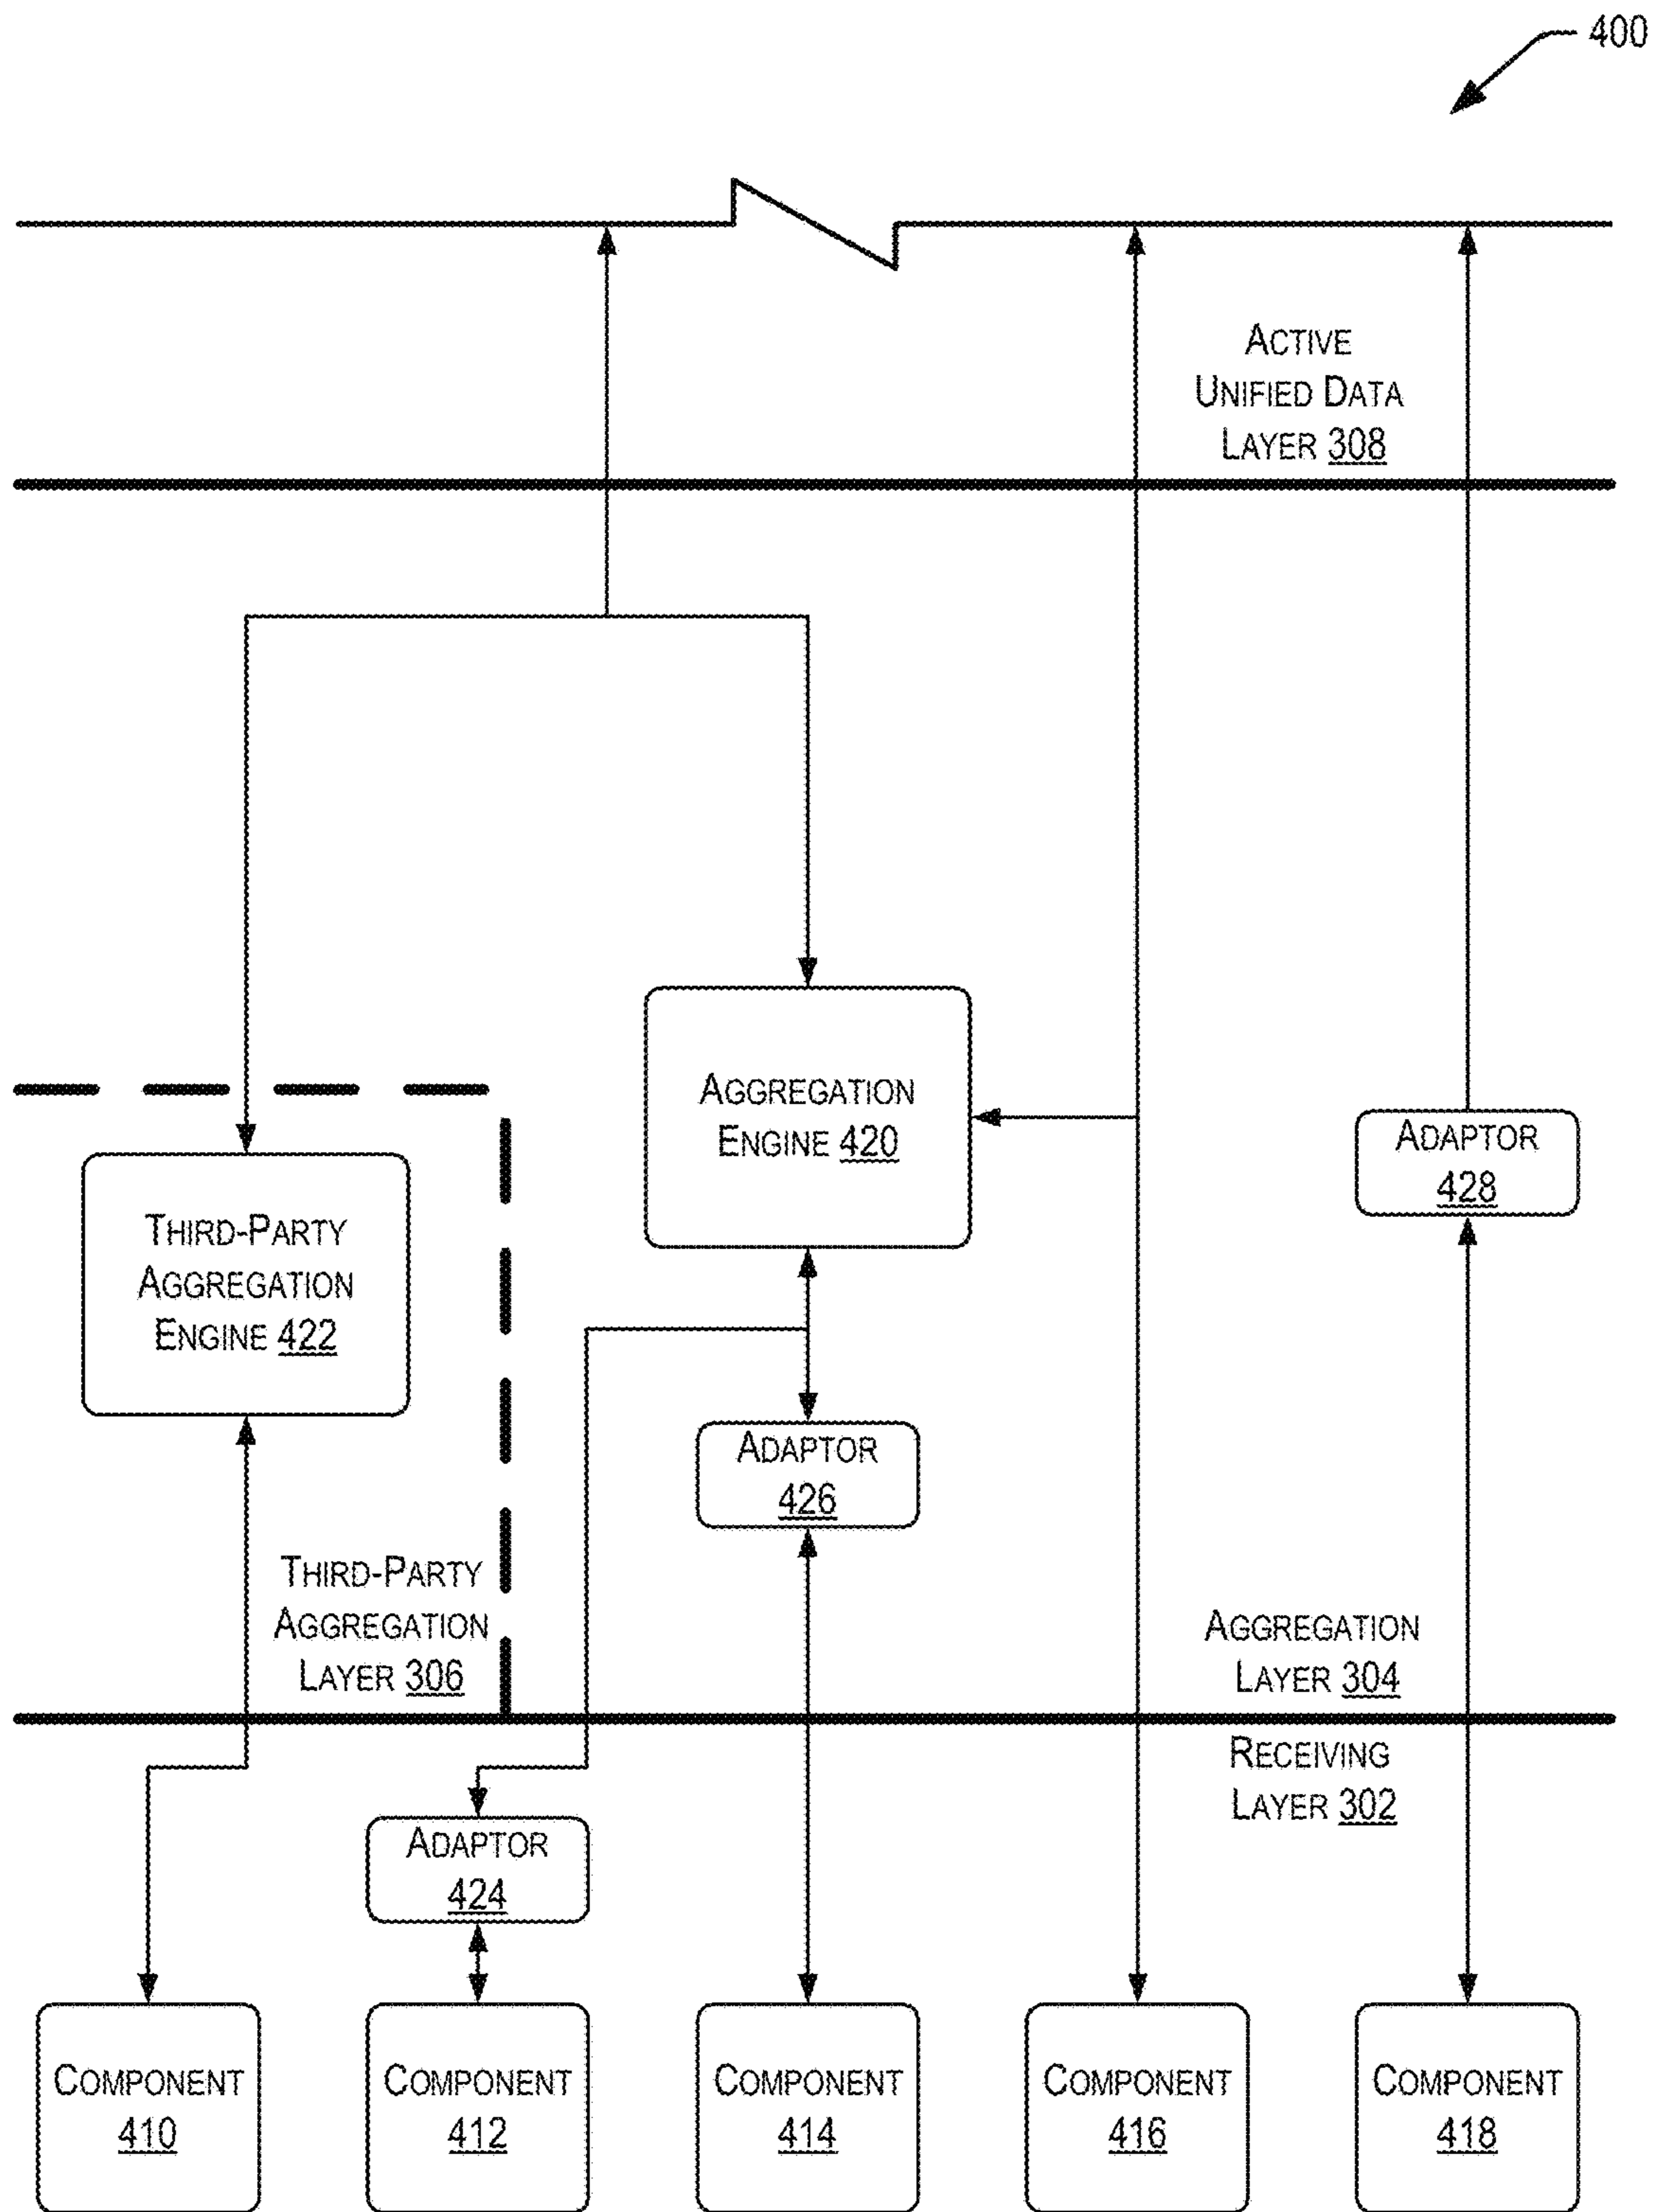 400
ACTIVE
UNIFIED DATA
LAYER 308
AGGREGATION
ENGINE 420
ADAPTOR
428
THIRD-PARTY
AGGREGATION
ENGINE 422
ADAPTOR
426
THIRD-PARTY
AGGREGATION
LAYER 306
AGGREGATION
LAYER 304
RECEIVING
LAYER 302
ADAPTOR
424
COMPONENT
410
COMPONENT
412
COMPONENT
414
COMPONENT
416
COMPONENT
418